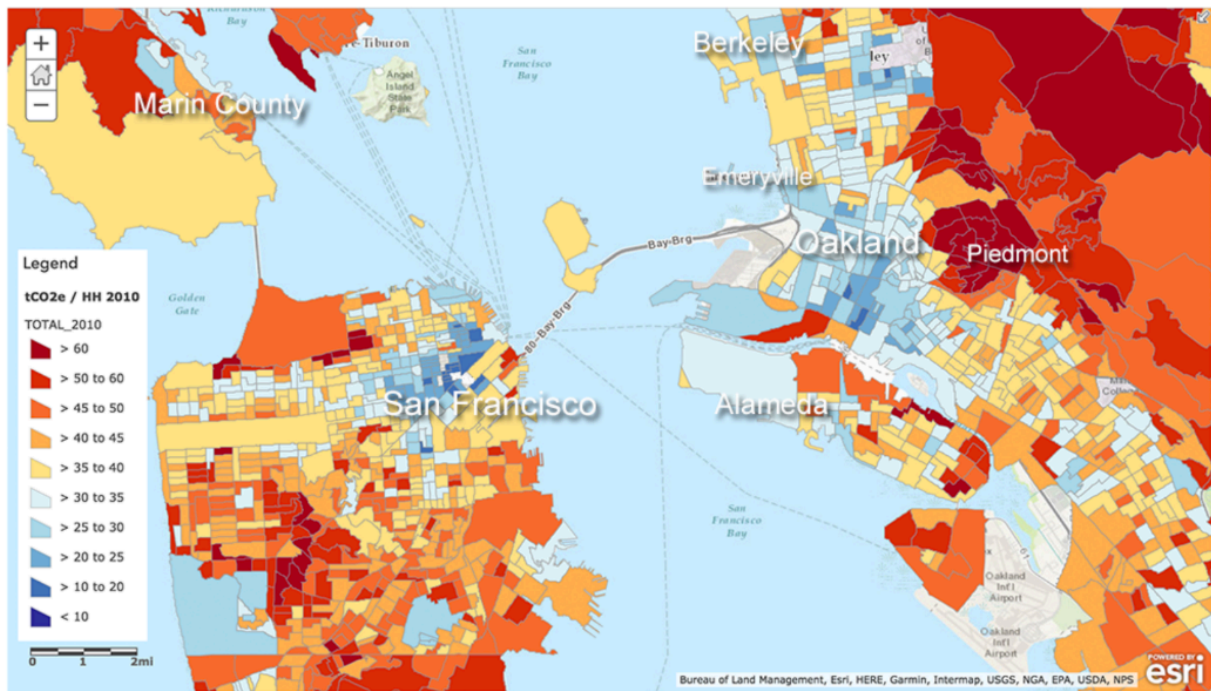 Richardson
Bay
Tiburon
San
Francisco
Bay
Angel
Island
State
Park
Berkeley
ley
Marin County
Emeryville
Oakland
Piedmont
Bay-Brg
80-Bay-Brg
Golden
Gate
San Francisco
Alameda
San
Francisco
Bay
Oakland
Int'l
Airport
Oakland
Int'l
Airport
+
−
Legend
tCO2e / HH 2010
TOTAL_2010
> 60
> 50 to 60
> 45 to 50
> 40 to 45
> 35 to 40
> 30 to 35
> 25 to 30
> 20 to 25
> 10 to 20
< 10
0 1 2mi
Bureau of Land Management, Esri, HERE, Garmin, Intermap, USGS, NGA, EPA, USDA, NPS
POWERED BY
esri